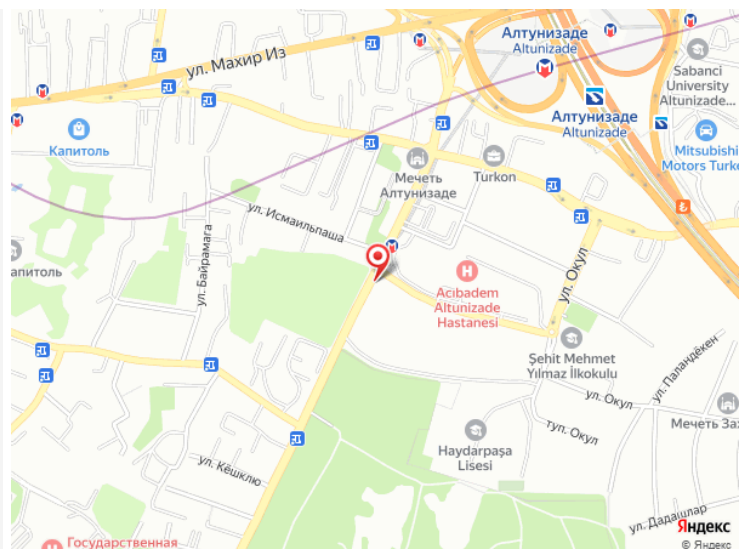 Алтунизаде
Altunizade
ул. Махир Из
Sabanci
University
Altunizade...
Алтунизаде
Altunizade
Капитоль
Mitsubishi
Motors Turke
Мечеть
Алтунизаде
Turkon
ул. Исмаильпаша
ул. Байрамага
апитоль
ул. Окул
H
Acıbadem
Altunizade
Hastanesi
Şehit Mehmet
Yılmaz İlkokulu
ул. Паландёкен
ул. Окул
Мечеть Зах
туп. Окул
Haydarpaşa
Lisesi
ул. Кёшклю
ул. Дадашлар
Яндекс
© Яндекс
H
Государственная